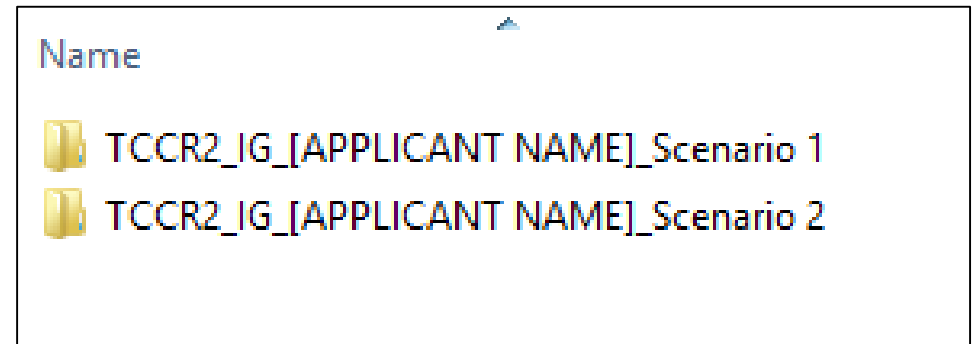 Name
TCCR2_IG_[APPLICANT NAME]_Scenario 1
TCCR2_IG_[APPLICANT NAME]_Scenario 2